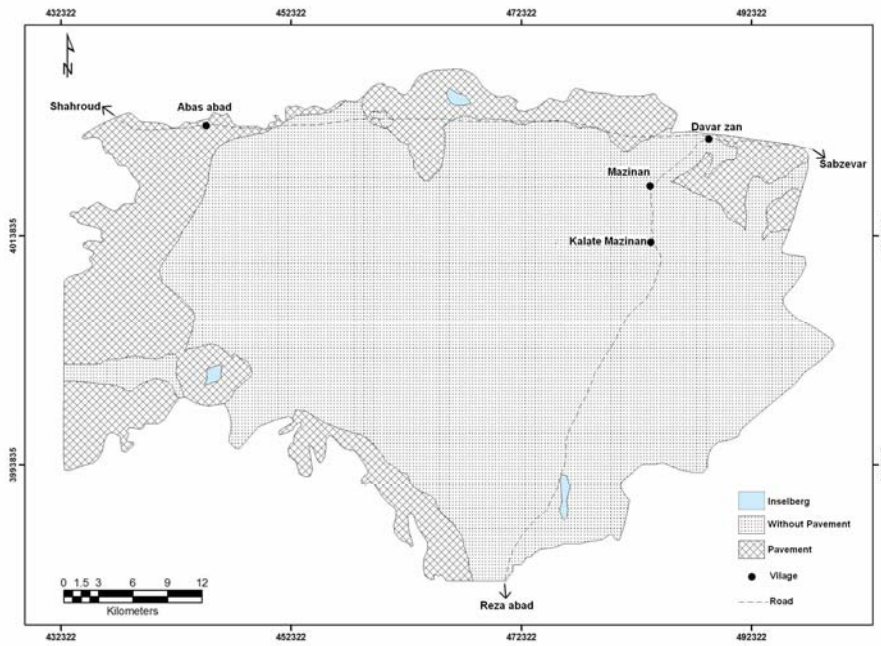 432322 452322 472322 492322
N
Shahroud
Abas abad
Davar zan
Sabzevar
Mazinan
4013835
Kalate Mazinan
3993835
Inselberg
Without Pavement
Pavement
Vilage
Road
0 1.5 3 6 9 12
Kilometers
Reza abad
432322 452322 472322 492322